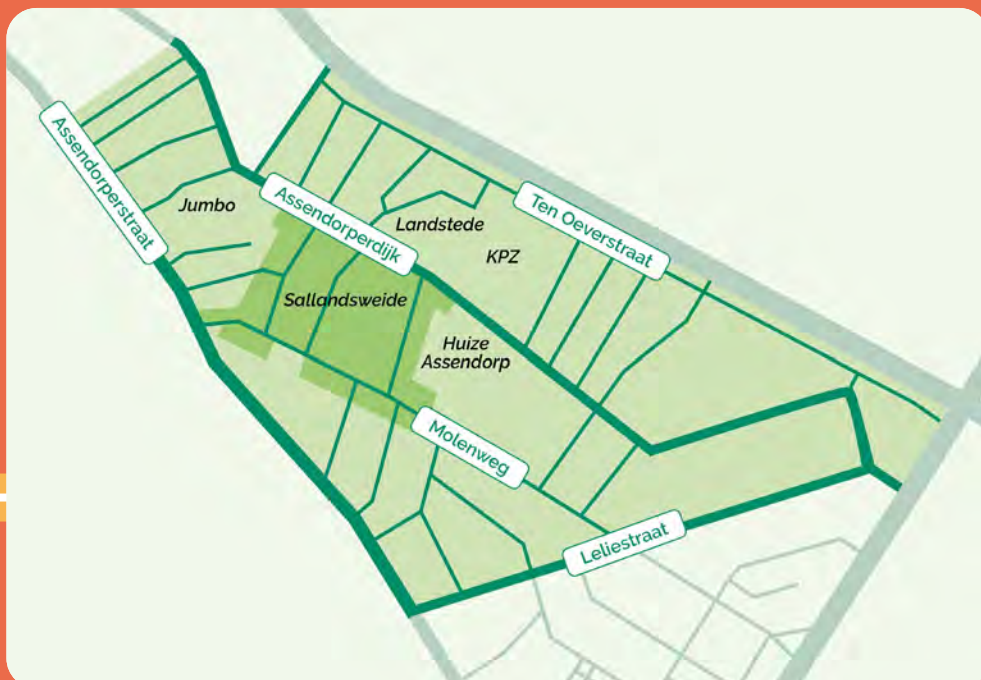 Assendorperstraat
Jumbo
Assendorperdijk
Landstede
KPZ
Ten Oeverstraat
Sallandsweide
Huize
Assendorp
Molenweg
Leliestraat